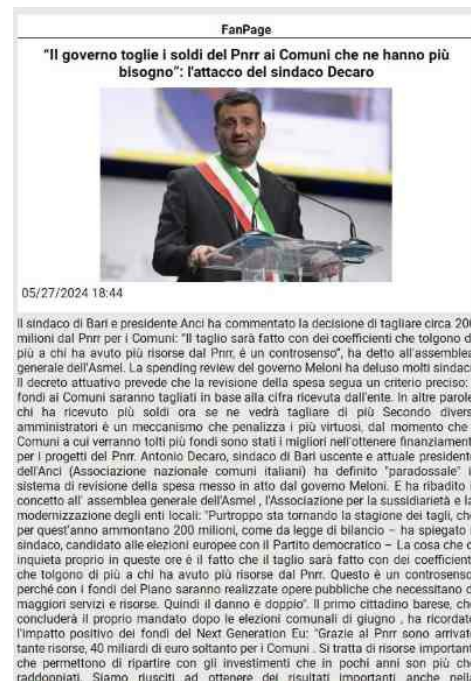 FanPage
"Il governo toglie i soldi del Pnrr ai Comuni che ne hanno più
bisogno": l'attacco del sindaco Decaro
05/27/2024 18:44
Il sindaco di Bari e presidente Anci ha commentato la decisione di tagliare circa 200
milioni dal Pnrr per i Comuni: "Il taglio sarà fatto con dei coefficienti che tolgono di
più a chi ha avuto più risorse dal Pnrr, è un controsenso", ha detto all'assemblea
generale dell'Asmel. La spending review del governo Meloni ha deluso molti sindaci
Il decreto attuativo prevede che la revisione della spesa segua un criterio preciso: i
fondi ai Comuni saranno tagliati in base alla cifra ricevuta dall'ente. In altre parole
chi ha ricevuto più soldi ora se ne vedrà tagliare di più Secondo divers
amministratori è un meccanismo che penalizza i più virtuosi, dal momento che i
Comuni a cui verranno tolti più fondi sono stati i migliori nell'ottenere finanziament
per i progetti del Pnrr. Antonio Decaro, sindaco di Bari uscente e attuale presidente
dell'Anci (Associazione nazionale comuni italiani) ha definito "paradossale" i
sistema di revisione della spesa messo in atto dal governo Meloni. E ha ribadito i
concetto all' assemblea generale dell'Asmel , l'Associazione per la sussidiarietà e la
modernizzazione degli enti locali: "Purtroppo sta tornando la stagione dei tagli, che
per quest'anno ammontano 200 milioni, come da legge di bilancio – ha spiegato i
sindaco, candidato alle elezioni europee con il Partito democratico – La cosa che c
inquieta proprio in queste ore è il fatto che il taglio sarà fatto con dei coefficient
che tolgono di più a chi ha avuto più risorse dal Pnrr. Questo è un controsenso
perché con i fondi del Piano saranno realizzate opere pubbliche che necessitano d
maggiori servizi e risorse. Quindi il danno è doppio". Il primo cittadino barese, che
concluderà il proprio mandato dopo le elezioni comunali di giugno , ha ricordato
l'impatto positivo dei fondi del Next Generation Eu: "Grazie al Pnrr sono arrivat
tante risorse, 40 miliardi di euro soltanto per i Comuni . Si tratta di risorse important
che permettono di ripartire con gli investimenti che in pochi anni son più che
raddoppiati. Siamo riusciti ad ottenere dei risultati importanti anche nella